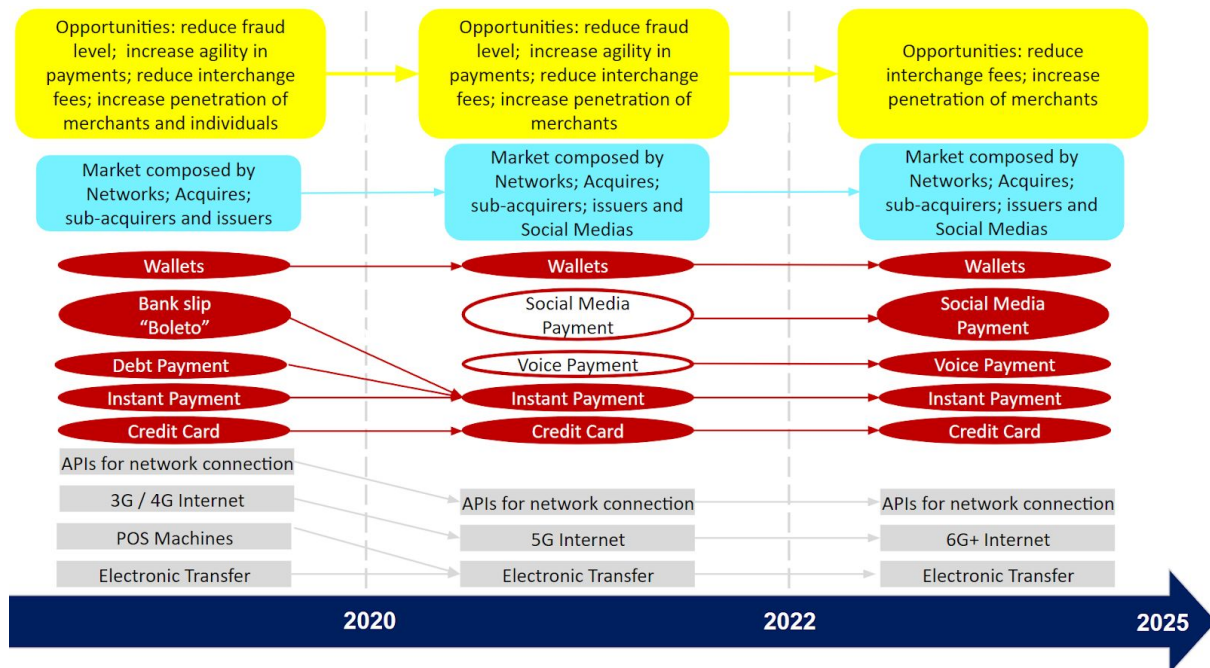 Opportunities: reduce fraud
level;  increase agility in
payments; reduce interchange
fees; increase penetration of
merchants and individuals
Opportunities: reduce fraud
level;  increase agility in
payments; reduce interchange
fees; increase penetration of
merchants
Opportunities: reduce
interchange fees; increase
penetration of merchants
Market composed by
Networks; Acquires;
sub-acquirers and issuers
Market composed by
Networks; Acquires;
sub-acquirers; issuers and
Social Medias
Market composed by
Networks; Acquires;
sub-acquirers; issuers and
Social Medias
Wallets
Wallets
Wallets
Bank slip
“Boleto”
Social Media
Payment
Social Media
Payment
Debt Payment
Voice Payment
Voice Payment
Instant Payment
Instant Payment
Instant Payment
Credit Card
Credit Card
Credit Card
APIs for network connection
3G / 4G Internet
POS Machines
Electronic Transfer
APIs for network connection
5G Internet
Electronic Transfer
APIs for network connection
6G+ Internet
Electronic Transfer
2020
2022
2025